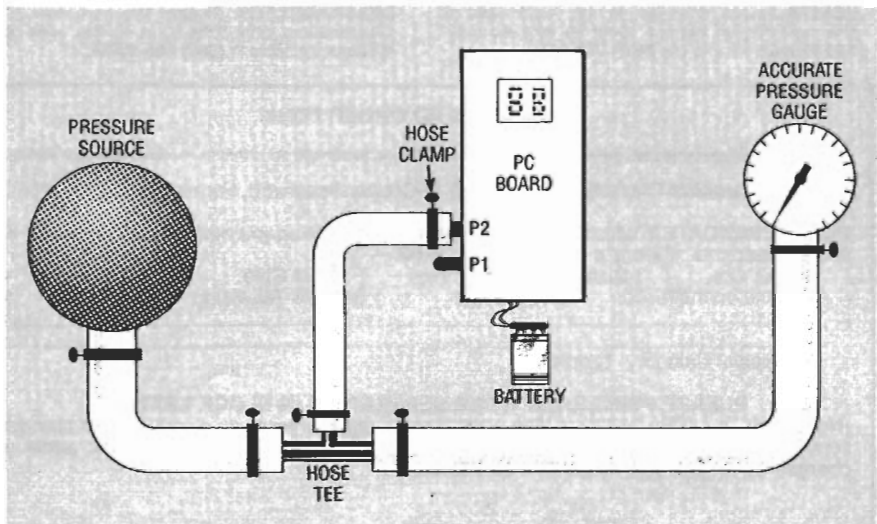 PRESSURE
SOURCE
HOSE
CLAMP
PC
BOARD
P2
P1
BATTERY
ACCURATE
PRESSURE
GAUGE
HOSE
TEE